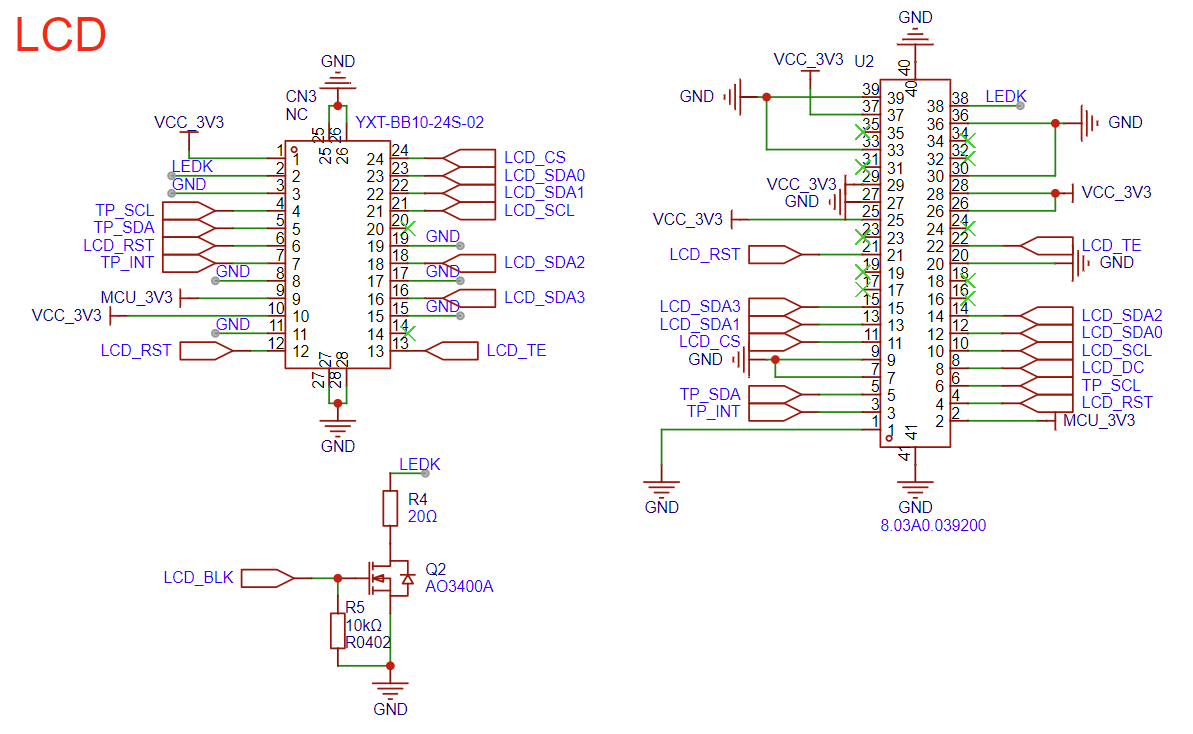 LCD
GND
CN3
NC
YXT-BB10-24S-02
25
26
25
26
VCC_3V3
1
1
LEDK
2
2
GND
3
3
TP_SCL
4
4
TP_SDA
5
5
LCD_RST
6
6
TP_INT
7
7
GND
8
8
MCU_3V3
9
9
VCC_3V3
10
10
GND
11
11
LCD_RST
12
12
24
24
LCD_CS
23
23
LCD_SDA0
22
22
LCD_SDA1
21
21
LCD_SCL
20
20
19
19
GND
18
18
LCD_SDA2
17
17
GND
16
16
LCD_SDA3
15
15
GND
14
14
13
13
LCD_TE
27
28
27
28
GND
LEDK
R4
20Ω
Q2
AO3400A
LCD_BLK
R5
10kΩ
R0402
GND
GND
VCC_3V3
U2
40
40
GND
39
39
37
37
35
35
33
33
31
31
VCC_3V3
29
29
GND
27
27
VCC_3V3
25
25
23
23
LCD_RST
21
21
19
19
17
17
LCD_SDA3
15
15
LCD_SDA1
13
13
LCD_CS
11
11
GND
9
9
7
7
TP_SDA
5
5
TP_INT
3
3
1
1
GND
38
38
LEDK
36
36
GND
34
34
32
32
30
30
28
28
VCC_3V3
26
26
24
24
22
22
LCD_TE
20
20
GND
18
18
16
16
14
14
LCD_SDA2
12
12
LCD_SDA0
10
10
LCD_SCL
8
8
LCD_DC
6
6
TP_SCL
4
4
LCD_RST
2
2
MCU_3V3
41
41
GND
8.03A0.039200